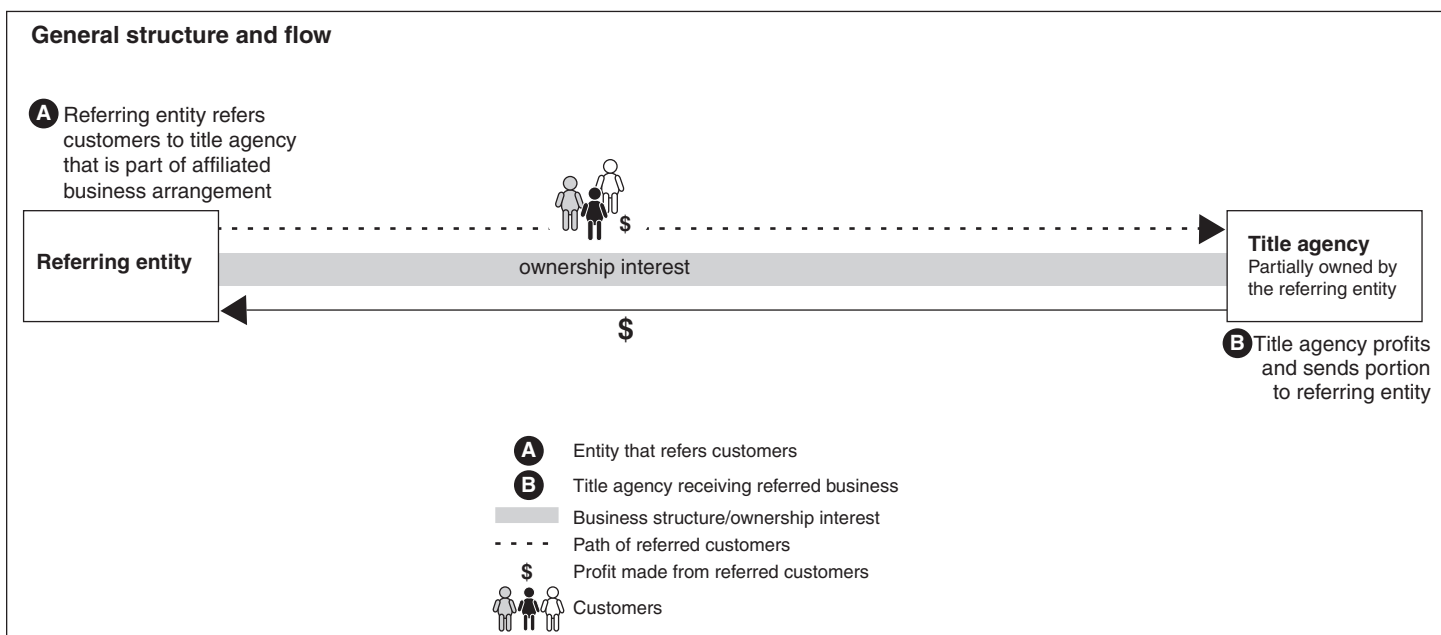 General structure and flow
A Referring entity refers
customers to title agency
that is part of affiliated
business arrangement
$
Referring entity
ownership interest
Title agency
Partially owned by
the referring entity
$
B Title agency profits
and sends portion
to referring entity
A Entity that refers customers
B Title agency receiving referred business
Business structure/ownership interest
Path of referred customers
$ Profit made from referred customers
Customers